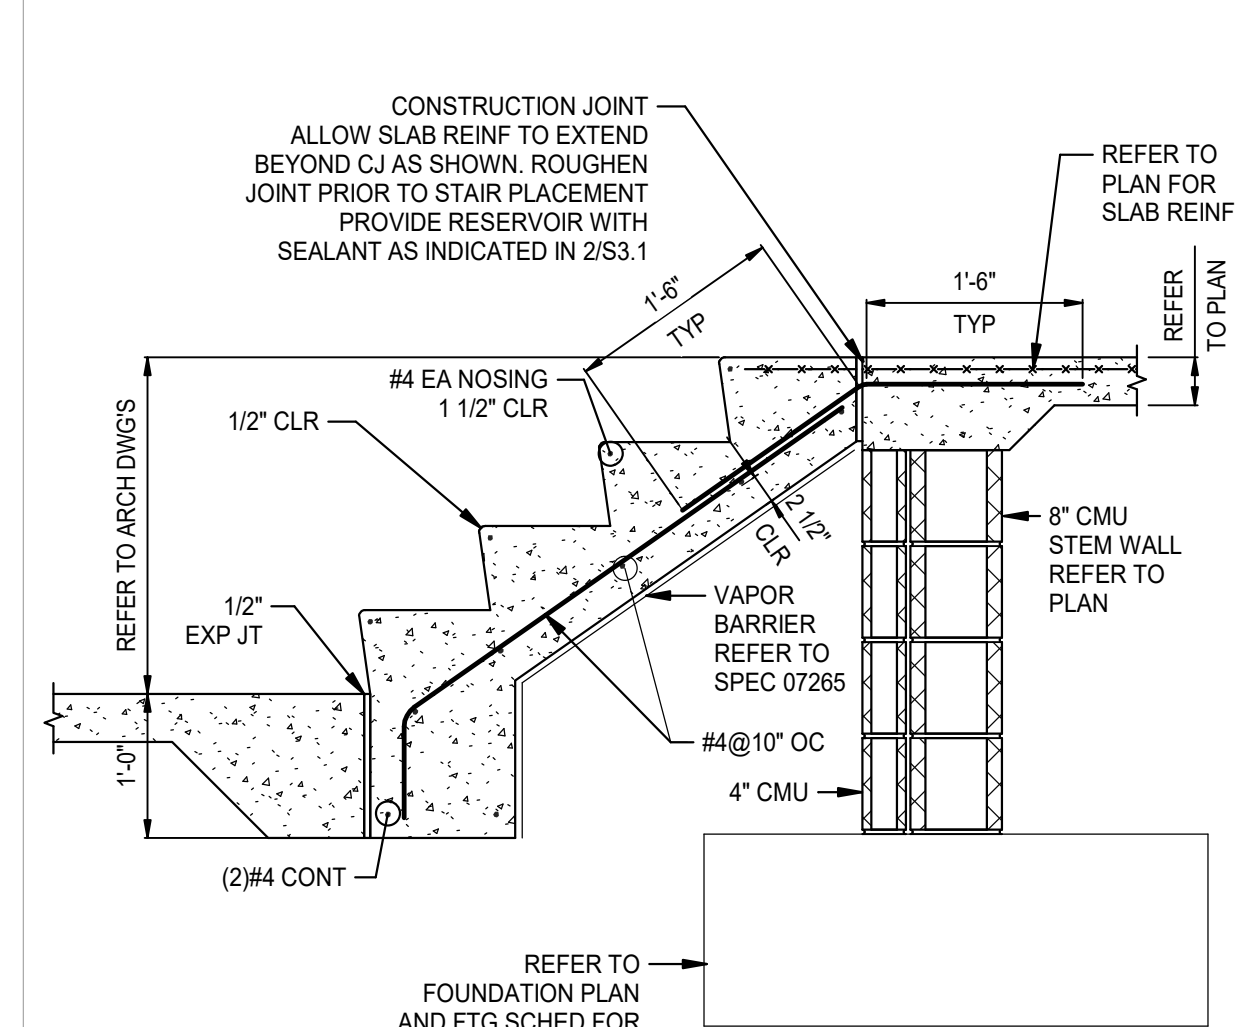 CONSTRUCTION JOINT
ALLOW SLAB REINF TO EXTEND
BEYOND CJ AS SHOWN. ROUGHEN
JOINT PRIOR TO STAIR PLACEMENT
PROVIDE RESERVOIR WITH
SEALANT AS INDICATED IN 2/S3.1
REFER TO
PLAN FOR
SLAB REINF
1'-6"
TYP
1'-6"
TYP
REFER
TO PLAN
#4 EA NOSING
1 1/2" CLR
1/2" CLR
REFER TO ARCH DWG'S
2 1/2"
CLR
8" CMU
STEM WALL
REFER TO
PLAN
1/2"
EXP JT
VAPOR
BARRIER
REFER TO
SPEC 07265
1'-0"
#4@10" OC
4" CMU
(2)#4 CONT
REFER TO
FOUNDATION PLAN
AND FTG SCHED FOR